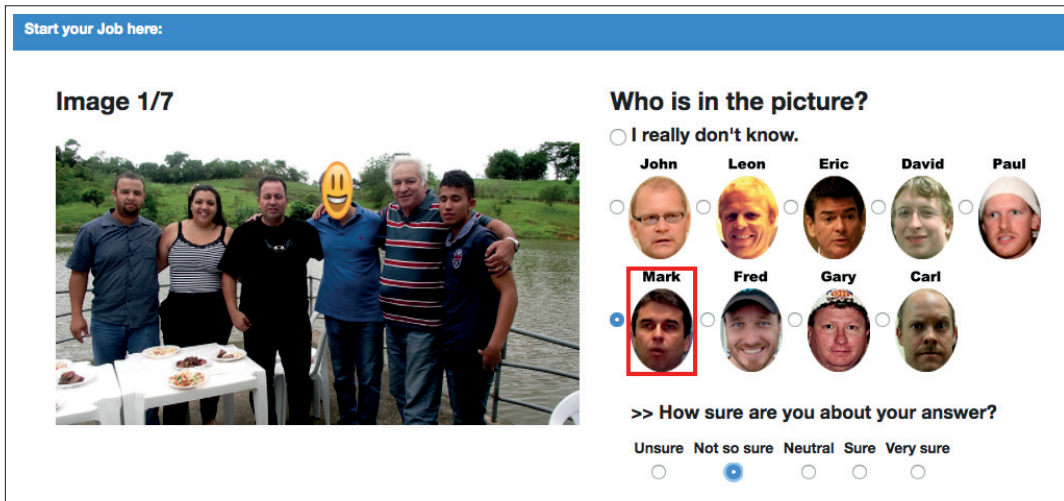 Start your Job here:
Image 1/7
Who is in the picture?
I really don't know.
John Leon Eric David Paul
Mark Fred Gary Carl
>> How sure are you about your answer?
Unsure Not so sure Neutral Sure Very sure